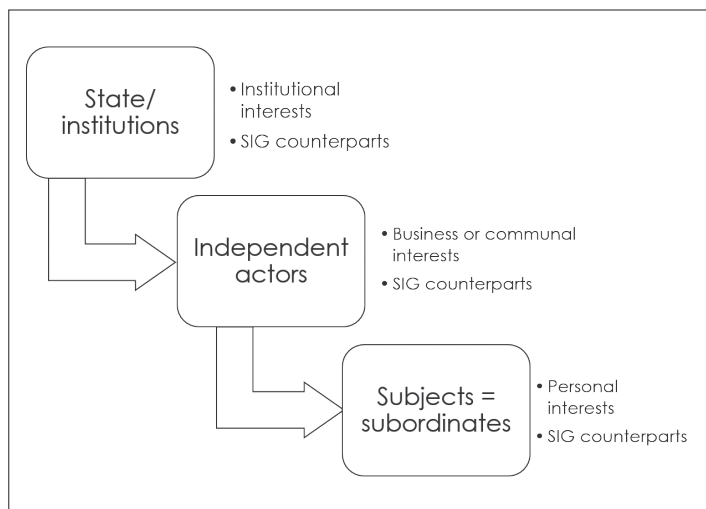 State/
institutions
• Institutional
interests
• SIG counterparts
Independent
actors
• Business or communal
interests
• SIG counterparts
Subjects =
subordinates
• Personal
interests
• SIG counterparts